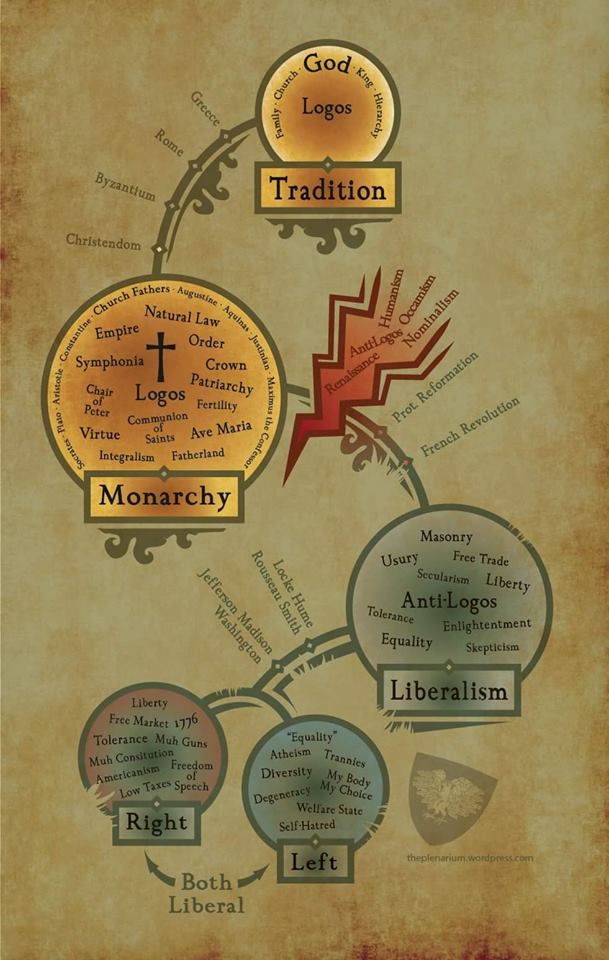 Family · Church · God · King · Hierarchy
Logos
Tradition
Greece
Rome
Byzantium
Christendom
Socrates · Plato · Aristotle · Constantine · Church Fathers · Augustine · Aquinas · Justinian · Maximus the Confessor
Natural Law
Empire
Order
Symphonia
Crown
Patriarchy
Chair
of
Peter
Logos
Fertility
Communion
of
Saints
Virtue
Ave Maria
Integralism
Fatherland
Monarchy
Renaissance
Anti-Logos
Humanism
Occamism
Nominalism
Prot. Reformation
French Revolution
Masonry
Usury
Free Trade
Secularism
Liberty
Anti-Logos
Tolerance
Enlightentment
Equality
Skepticism
Liberalism
Locke Hume
Rousseau Smith
Jefferson Madison
Washington
Liberty
Free Market 1776
Tolerance Muh Guns
Muh Consitution
Americanism
Freedom
of
Speech
Low Taxes
Right
"Equality"
Atheism
Trannies
Diversity
My Body
My Choice
Degeneracy
Welfare State
Self-Hatred
Left
Both
Liberal
theplenarium.wordpress.com